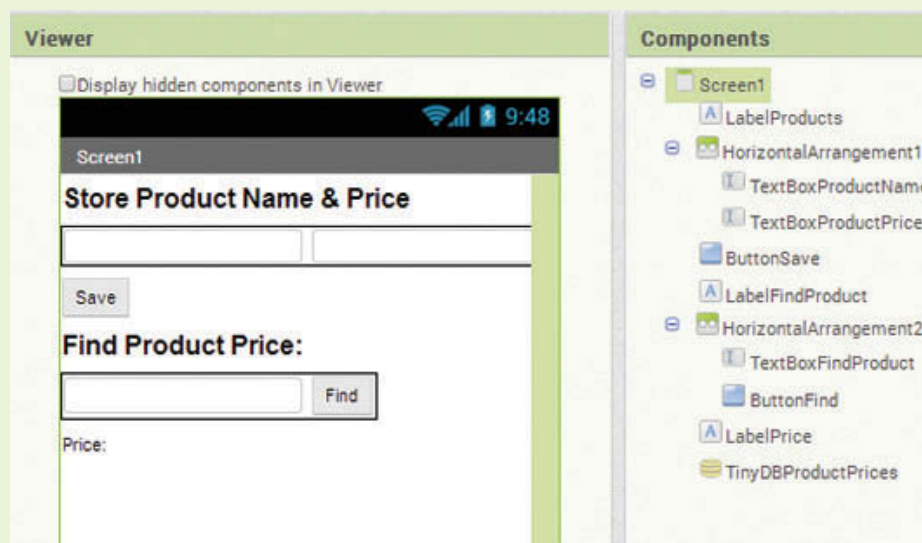 Viewer
Display hidden components in Viewer
9:48
Screen1
Store Product Name & Price
Save
Find Product Price:
Find
Price:
Components
Screen1
LabelProducts
HorizontalArrangement1
TextBoxProductName
TextBoxProductPrice
ButtonSave
LabelFindProduct
HorizontalArrangement2
TextBoxFindProduct
ButtonFind
LabelPrice
TinyDBProductPrices